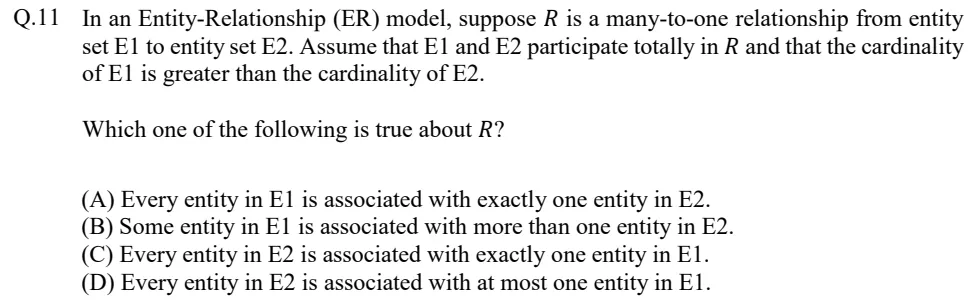 Q.11 In an Entity-Relationship (ER) model, suppose R is a many-to-one relationship from entity
set E1 to entity set E2. Assume that E1 and E2 participate totally in R and that the cardinality
of E1 is greater than the cardinality of E2.
Which one of the following is true about R?
(A) Every entity in E1 is associated with exactly one entity in E2.
(B) Some entity in E1 is associated with more than one entity in E2.
(C) Every entity in E2 is associated with exactly one entity in E1.
(D) Every entity in E2 is associated with at most one entity in E1.